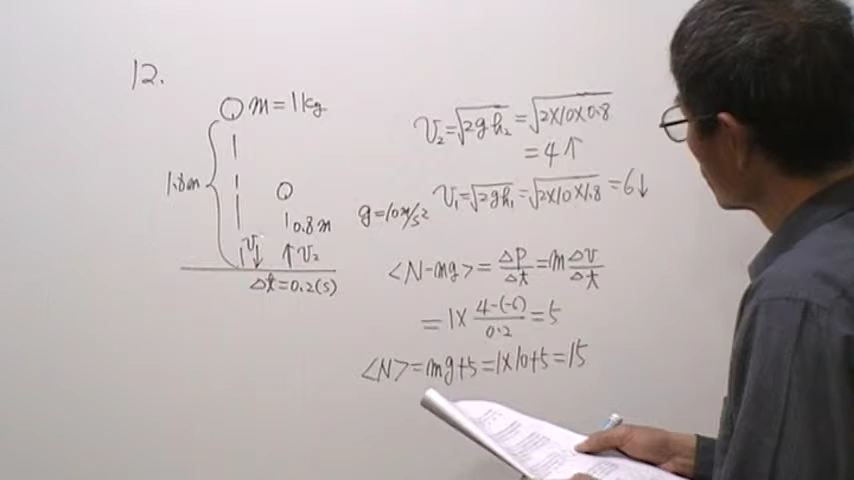 12.
m=1kg
1.8m
0.8m
V₁↓
↑V₂
Δt=0.2(s)
g=10m/s²
V₂=√2gh₂=√2×10×0.8
=4↑
V₁=√2gh₁=√2×10×1.8=6↓
<N-mg>=ΔP/Δt=mΔv/Δt
=1×4-(-6)/0.2=5
<N>=mg+5=1×10+5=15